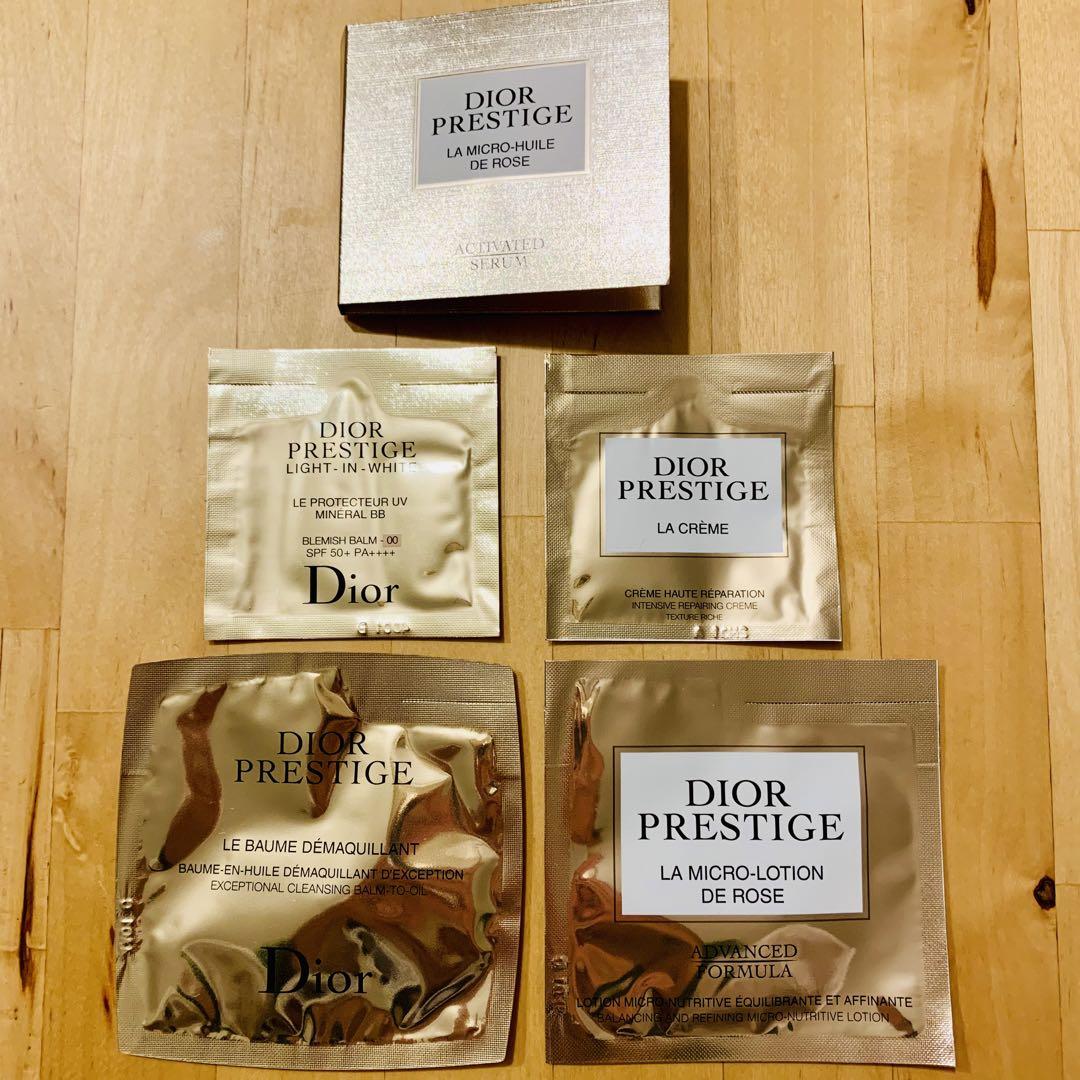 DIOR
PRESTIGE
LA MICRO-HUILE
DE ROSE
ACTIVATED
SERUM
DIOR
PRESTIGE
LIGHT-IN-WHITE
LE PROTECTEUR UV
MINÉRAL BB
BLEMISH BALM - 00
SPF 50+ PA++++
Dior
DIOR
PRESTIGE
LA CRÈME
CRÈME HAUTE RÉPARATION
INTENSIVE REPAIRING CREME
TEXTURE RICHE
DIOR
PRESTIGE
LE BAUME DÉMAQUILLANT
BAUME-EN-HUILE DÉMAQUILLANT D'EXCEPTION
EXCEPTIONAL CLEANSING BALM-TO-OIL
Dior
DIOR
PRESTIGE
LA MICRO-LOTION
DE ROSE
ADVANCED
FORMULA
LOTION MICRO-NUTRITIVE ÉQUILIBRANTE ET AFFINANTE
BALANCING AND REFINING MICRO-NUTRITIVE LOTION